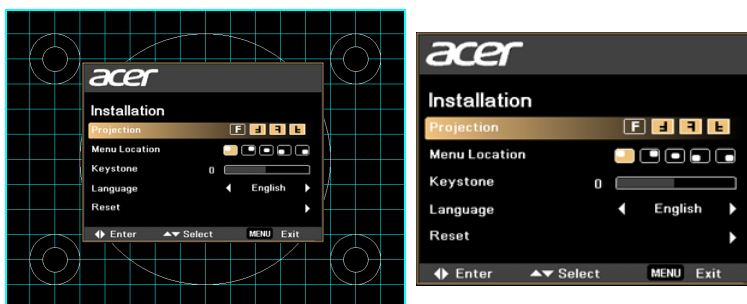 acer
Installation
Projection F
Menu Location
Keystone 0
Language English
Reset
Enter Select MENU Exit
acer
Installation
Projection F
Menu Location
Keystone 0
Language English
Reset
Enter Select MENU Exit